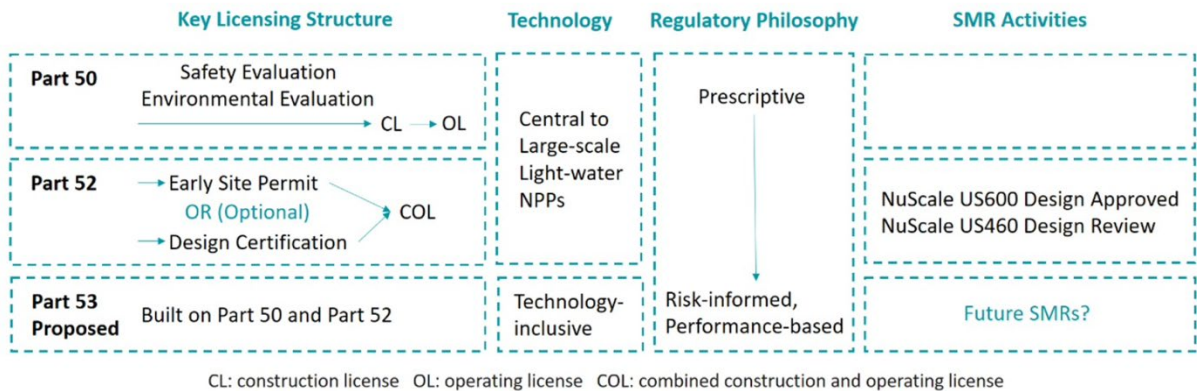 Key Licensing Structure
Technology
Regulatory Philosophy
SMR Activities
Part 50
Safety Evaluation
Environmental Evaluation
CL
OL
Central to
Large-scale
Light-water
NPPs
Prescriptive
Part 52
Early Site Permit
OR (Optional)
Design Certification
COL
NuScale US600 Design Approved
NuScale US460 Design Review
Part 53
Proposed
Built on Part 50 and Part 52
Technology-
inclusive
Risk-informed,
Performance-based
Future SMRs?
CL: construction license OL: operating license COL: combined construction and operating license